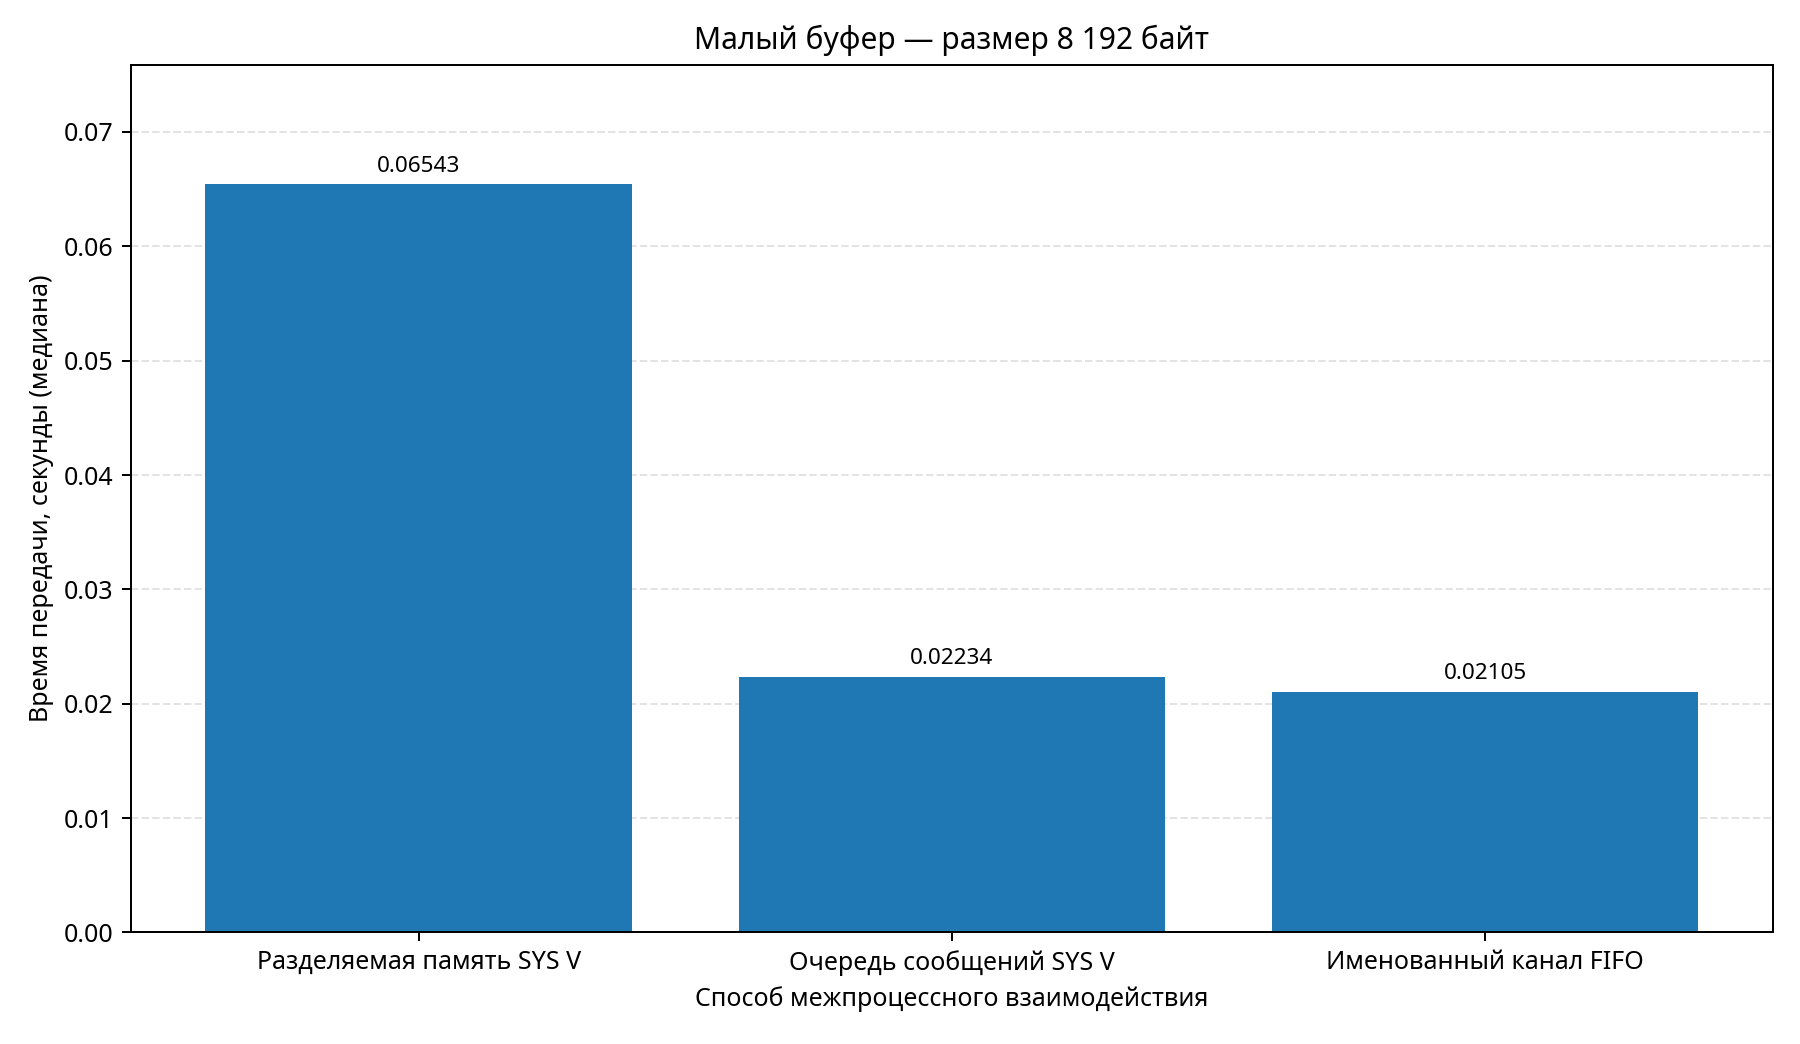 Малый буфер — размер 8 192 байт
Время передачи, секунды (медиана)
0.07
0.06
0.05
0.04
0.03
0.02
0.01
0.00
0.06543
0.02234
0.02105
Разделяемая память SYS V
Очередь сообщений SYS V
Именованный канал FIFO
Способ межпроцессного взаимодействия